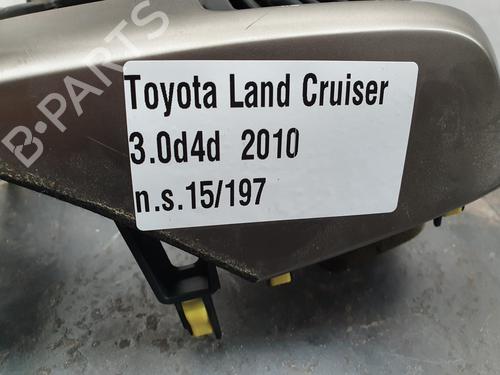 B-PARTS
Toyota Land Cruiser
3.0d4d 2010
n.s.15/197